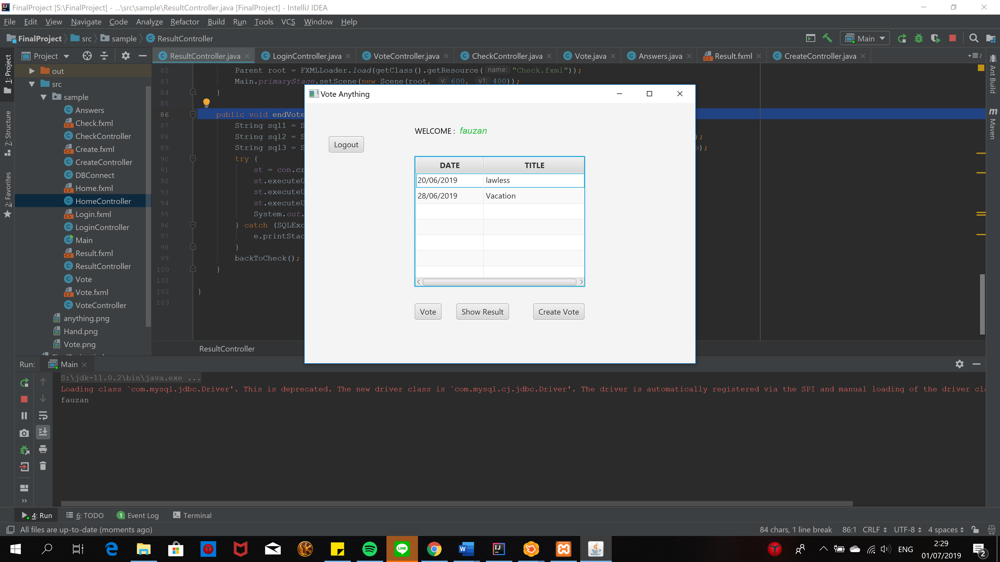 FinalProject [S:\FinalProject] - ...\src\sample\ResultController.java [FinalProject] - IntelliJ IDEA
File Edit View Navigate Code Analyze Refactor Build Run Tools VCS Window Help
FinalProject src sample ResultController Main
Project ResultController.java LoginController.java VoteController.java CheckController.java Vote.java Answers.java Result.fxml CreateController.java 2
1: Project
7: Structure
2: Favorites
Ant Build
Maven
out
src
sample
Answers
Check.fxml
CheckController
Create.fxml
CreateController
DBConnect
Home.fxml
HomeController
Login.fxml
LoginController
Main
Result.fxml
ResultController
Vote
Vote.fxml
VoteController
anything.png
Hand.png
Vote.png
82 Parent root = FXMLLoader.load(getClass().getResource( name: "Check.fxml"));
83 Main.primaryStage.setScene(new Scene(root, v: 600, v1: 400));
84 }
85
86 public void endVote
87 String sql1 = S
88 String sql2 = S );
89 String sql3 = S e);
90 try {
91 st = con.cr
92 st.executeU
93 st.executeU
94 st.executeU
95 System.out.
96 } catch (SQLExc
97 e.printStac
98 }
99 backToCheck();
100 }
101
102 }
103
ResultController
Vote Anything
WELCOME : fauzan
Logout
DATE TITLE
20/06/2019 lawless
28/06/2019 Vacation
Vote Show Result Create Vote
Run: Main
S:\jdk-11.0.2\bin\java.exe ...
Loading class `com.mysql.jdbc.Driver'. This is deprecated. The new driver class is `com.mysql.cj.jdbc.Driver'. The driver is automatically registered via the SPI and manual loading of the driver cla
fauzan
4: Run 6: TODO 1 Event Log Terminal
All files are up-to-date (moments ago) 84 chars, 1 line break 86:1 CRLF UTF-8 4 spaces
LINE
ENG
2:29
01/07/2019
2